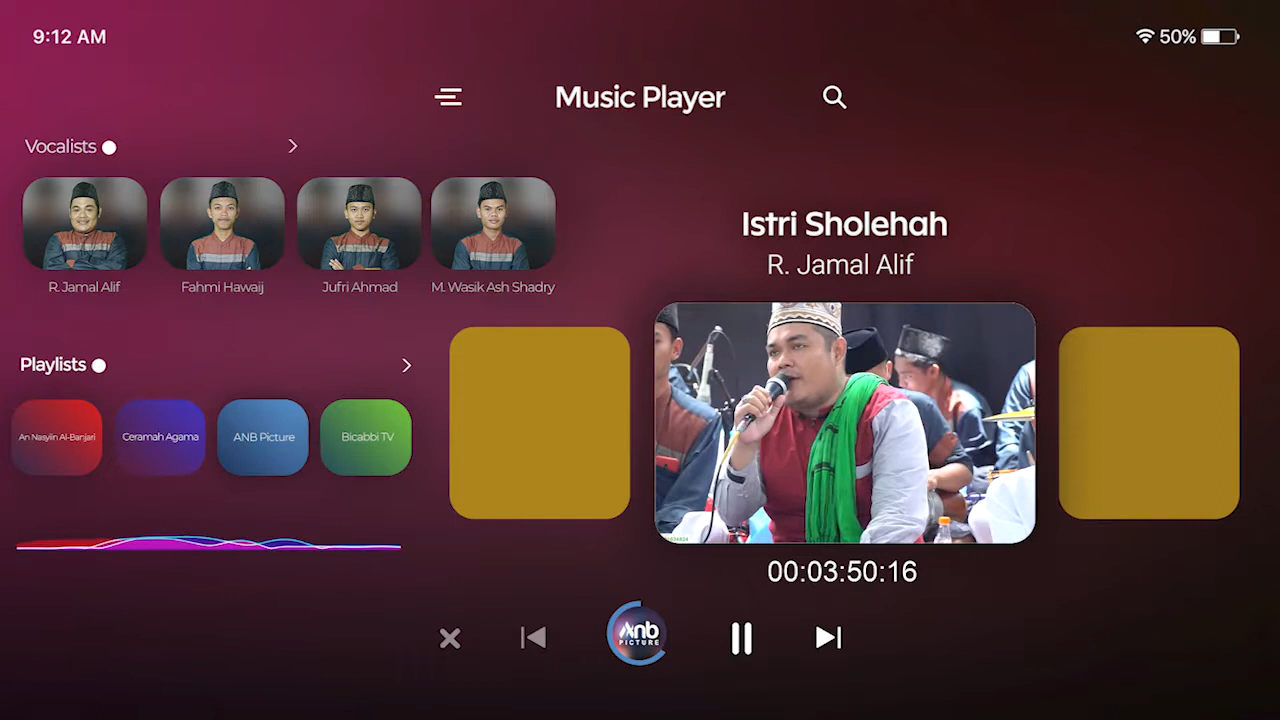 9:12 AM
50%
Music Player
Vocalists
R. Jamal Alif
Fahmi Hawaij
Jufri Ahmad
M. Wasik Ash Shadry
Istri Sholehah
R. Jamal Alif
Playlists
An Nasyiin Al-Banjari
Ceramah Agama
ANB Picture
Bicabbi TV
00:03:50:16
Anb
PICTURE